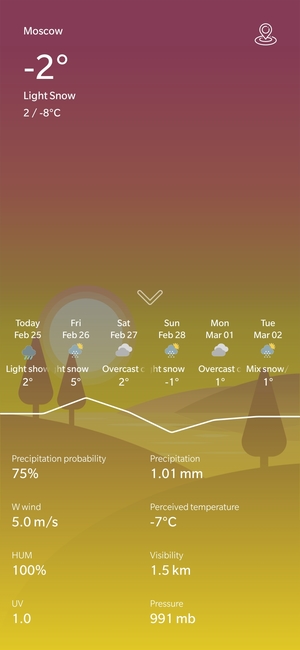 Moscow
-2°
Light Snow
2 / -8°C
Today Fri Sat Sun Mon Tue
Feb 25 Feb 26 Feb 27 Feb 28 Mar 01 Mar 02
Light show ht snow Overcast c ht snow Overcast c Mix snow/
2° 5° 2° -1° 1° 1°
Precipitation probability Precipitation
75% 1.01 mm
W wind Perceived temperature
5.0 m/s -7°C
HUM Visibility
100% 1.5 km
UV Pressure
1.0 991 mb